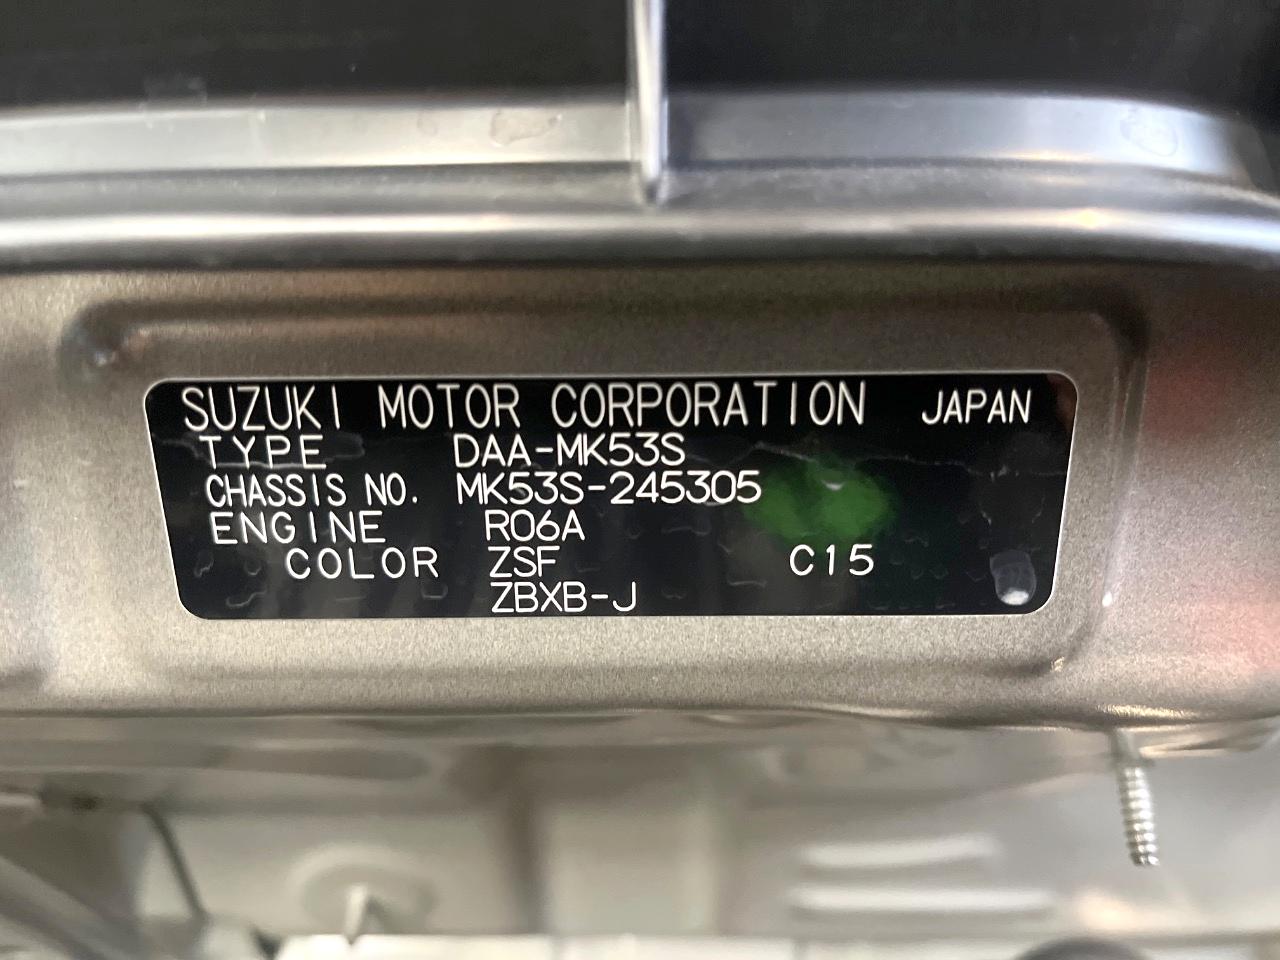 SUZUKI MOTOR CORPORATION JAPAN
TYPE DAA-MK53S
CHASSIS NO. MK53S-245305
ENGINE R06A
COLOR ZSF C15
ZBXB-J